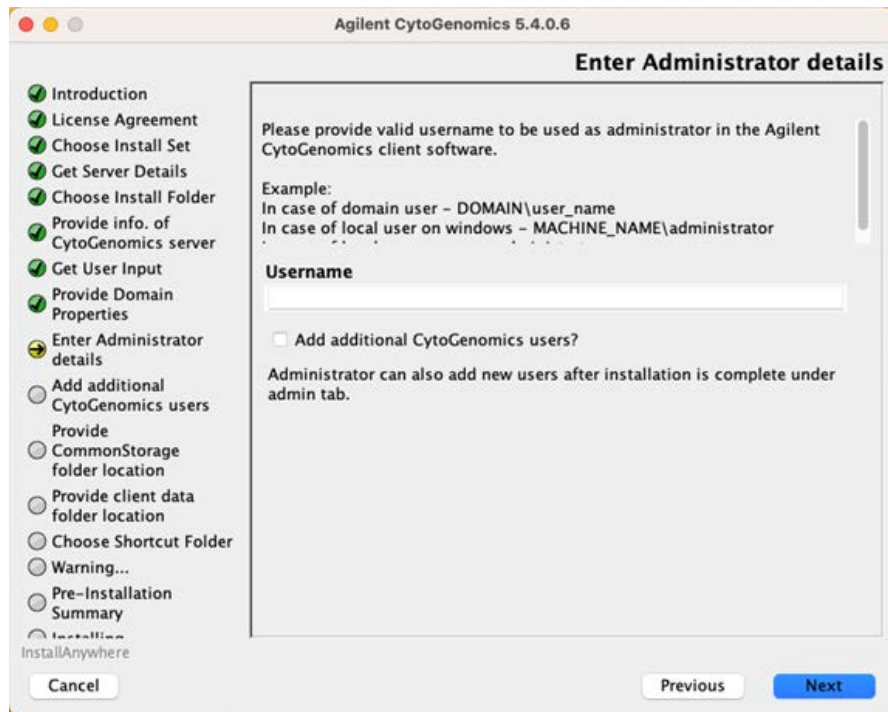 Agilent CytoGenomics 5.4.0.6
Enter Administrator details
Introduction
License Agreement
Choose Install Set
Get Server Details
Choose Install Folder
Provide info. of
CytoGenomics server
Get User Input
Provide Domain
Properties
Enter Administrator
details
Add additional
CytoGenomics users
Provide
CommonStorage
folder location
Provide client data
folder location
Choose Shortcut Folder
Warning...
Pre-Installation
Summary
Installing
Please provide valid username to be used as administrator in the Agilent
CytoGenomics client software.
Example:
In case of domain user – DOMAIN\user_name
In case of local user on windows – MACHINE_NAME\administrator
Username
Add additional CytoGenomics users?
Administrator can also add new users after installation is complete under
admin tab.
InstallAnywhere
Cancel
Previous
Next